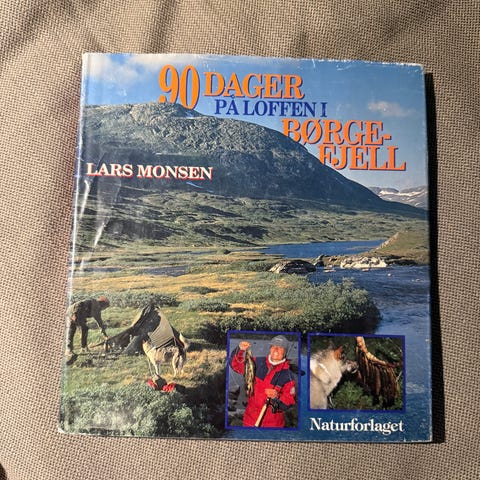 90 DAGER
PÅ LOFFEN I
BØRGE-
FJELL
LARS MONSEN
Naturforlaget